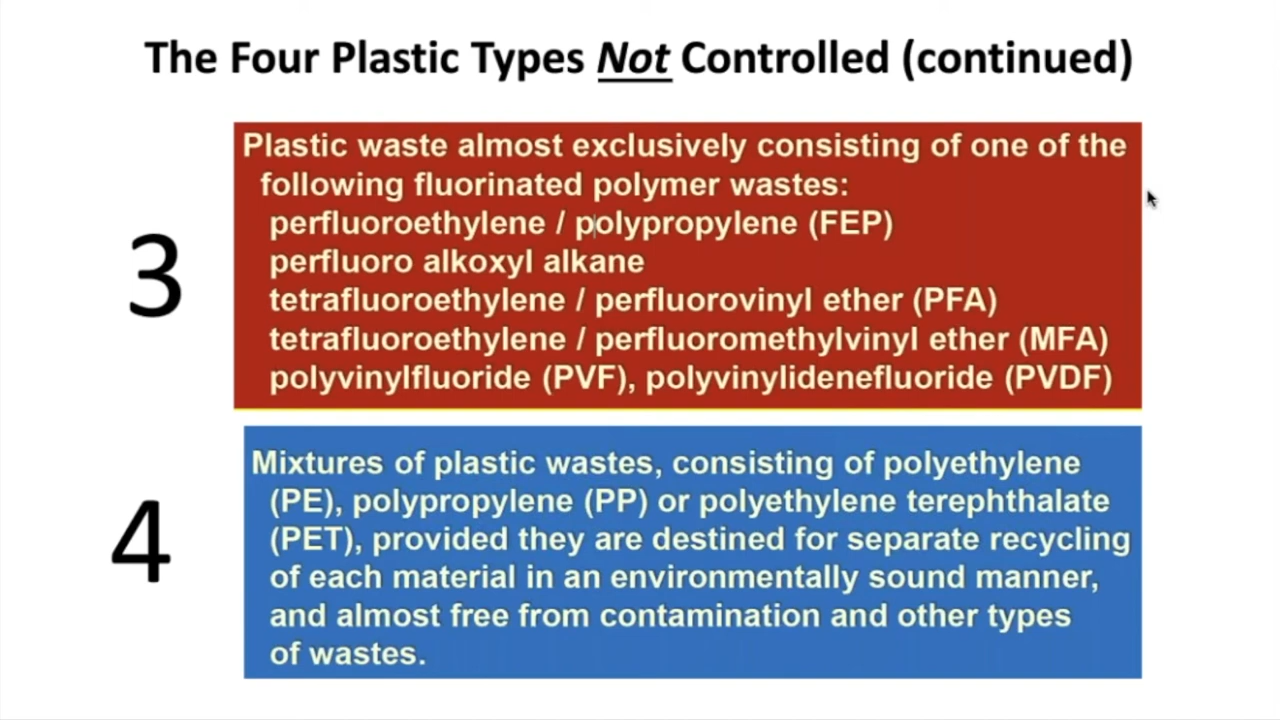 The Four Plastic Types Not Controlled (continued)
3
Plastic waste almost exclusively consisting of one of the
following fluorinated polymer wastes:
perfluoroethylene / polypropylene (FEP)
perfluoro alkoxyl alkane
tetrafluoroethylene / perfluorovinyl ether (PFA)
tetrafluoroethylene / perfluoromethylvinyl ether (MFA)
polyvinylfluoride (PVF), polyvinylidenefluoride (PVDF)
4
Mixtures of plastic wastes, consisting of polyethylene
(PE), polypropylene (PP) or polyethylene terephthalate
(PET), provided they are destined for separate recycling
of each material in an environmentally sound manner,
and almost free from contamination and other types
of wastes.